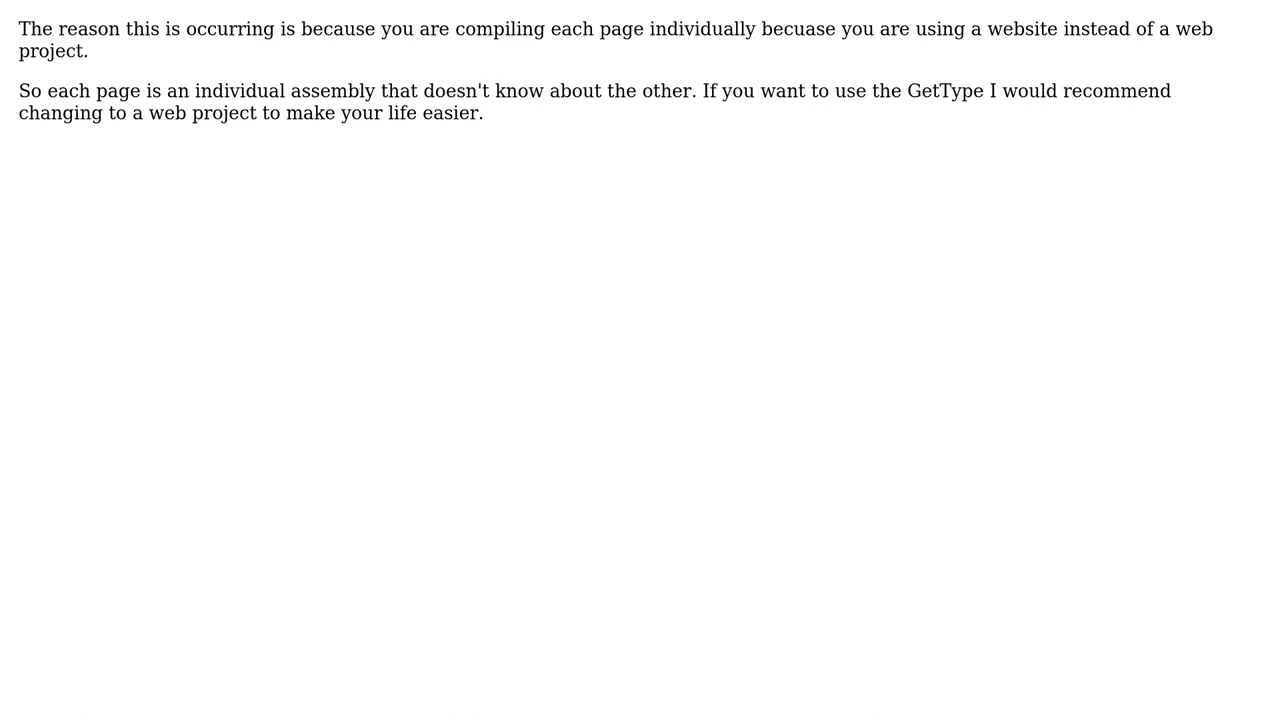 The reason this is occurring is because you are compiling each page individually becuase you are using a website instead of a web
project.
So each page is an individual assembly that doesn't know about the other. If you want to use the GetType I would recommend
changing to a web project to make your life easier.